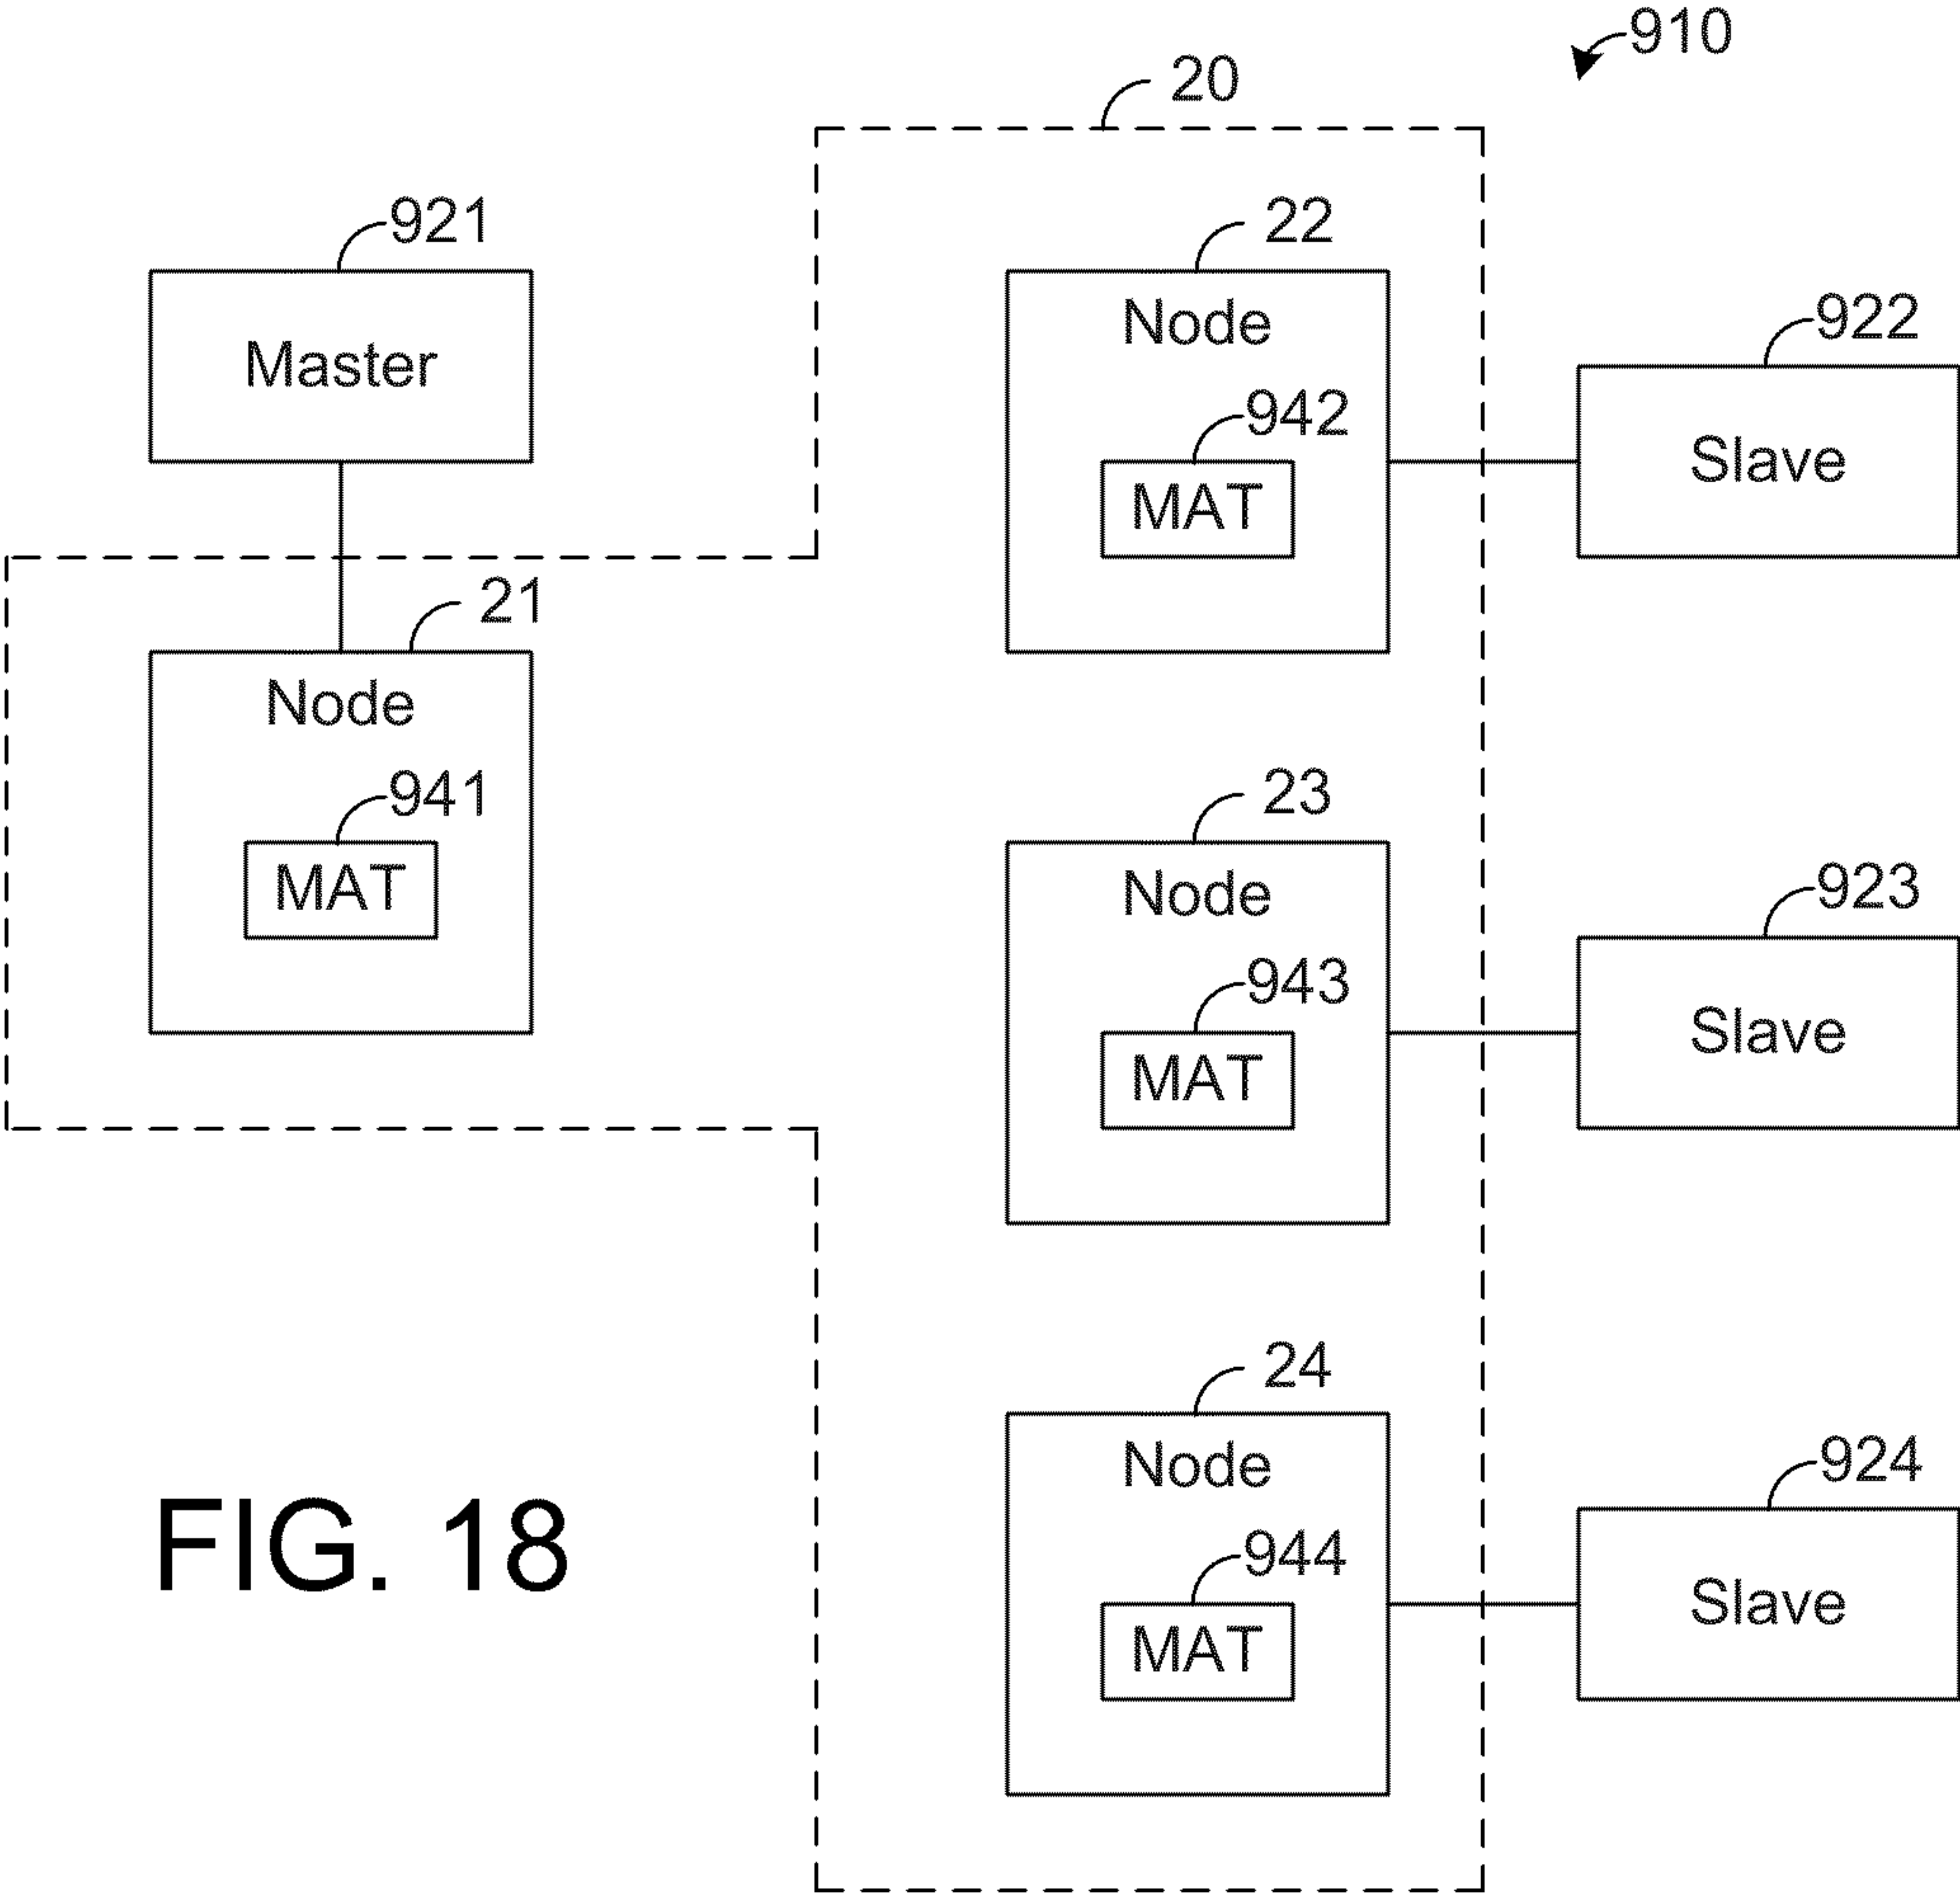 910
20
921
Master
22
Node
942
MAT
922
Slave
21
Node
941
MAT
23
Node
943
MAT
923
Slave
24
Node
944
MAT
924
Slave
FIG. 18